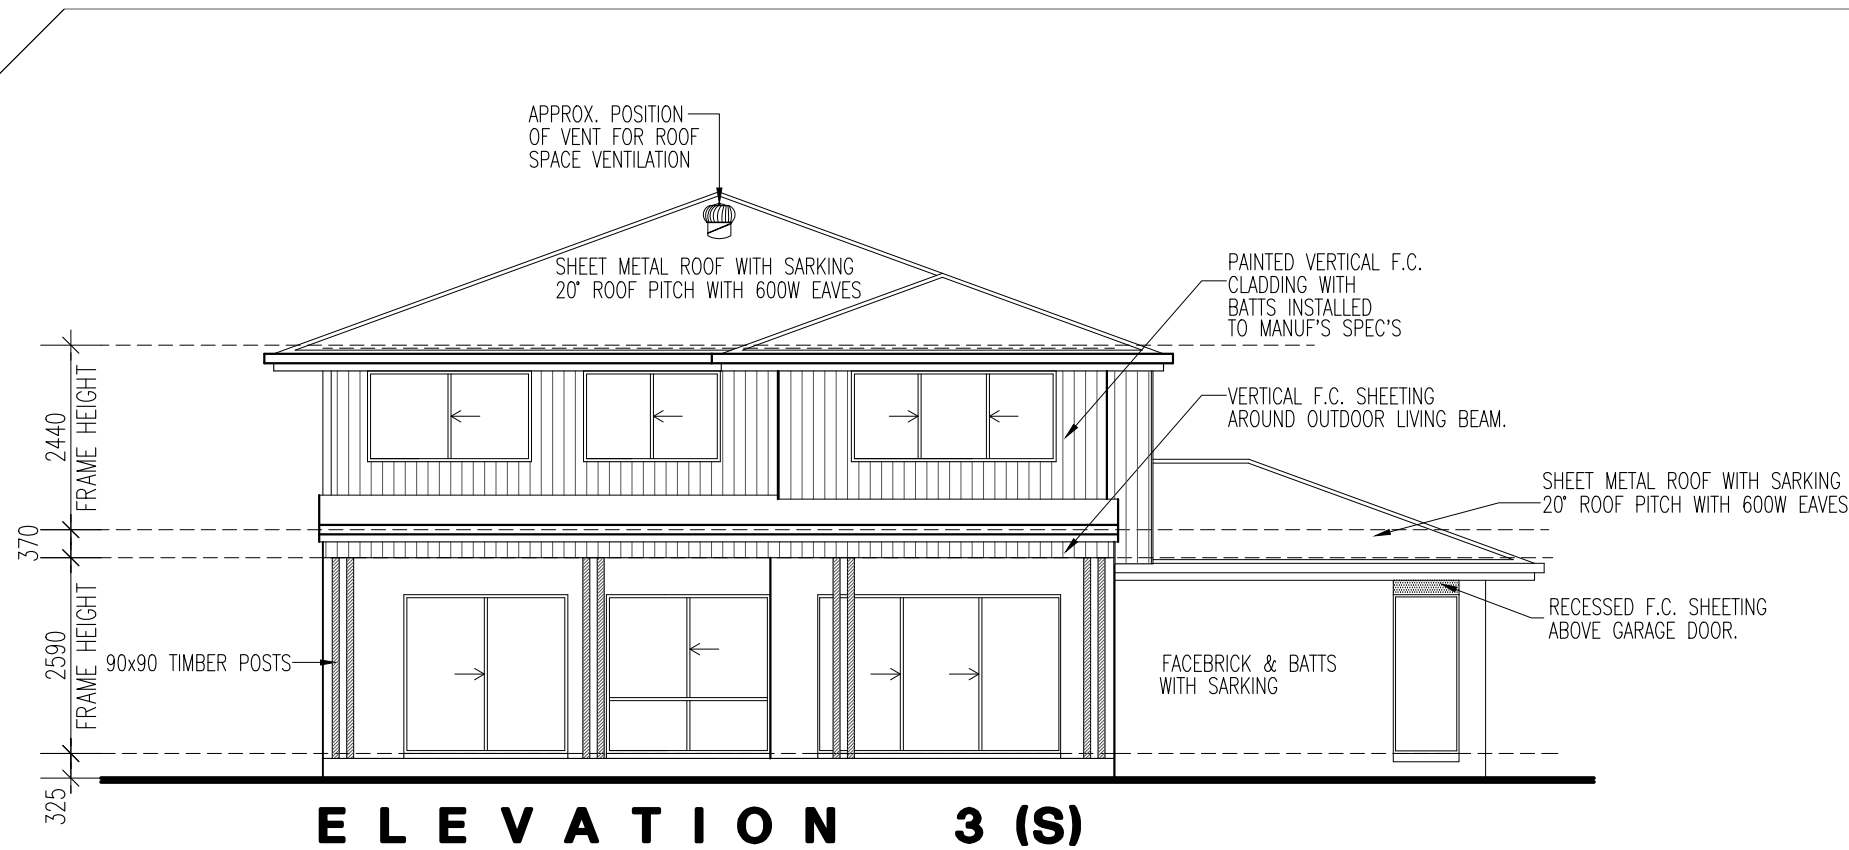 APPROX. POSITION
OF VENT FOR ROOF
SPACE VENTILATION
SHEET METAL ROOF WITH SARKING
20° ROOF PITCH WITH 600W EAVES
PAINTED VERTICAL F.C.
CLADDING WITH
BATTS INSTALLED
TO MANUF'S SPEC'S
VERTICAL F.C. SHEETING
AROUND OUTDOOR LIVING BEAM.
SHEET METAL ROOF WITH SARKING
20° ROOF PITCH WITH 600W EAVES
RECESSED F.C. SHEETING
ABOVE GARAGE DOOR.
FACEBRICK & BATTS
WITH SARKING
2440
FRAME HEIGHT
370
2590
FRAME HEIGHT
90x90 TIMBER POSTS
325
ELEVATION 3 (S)